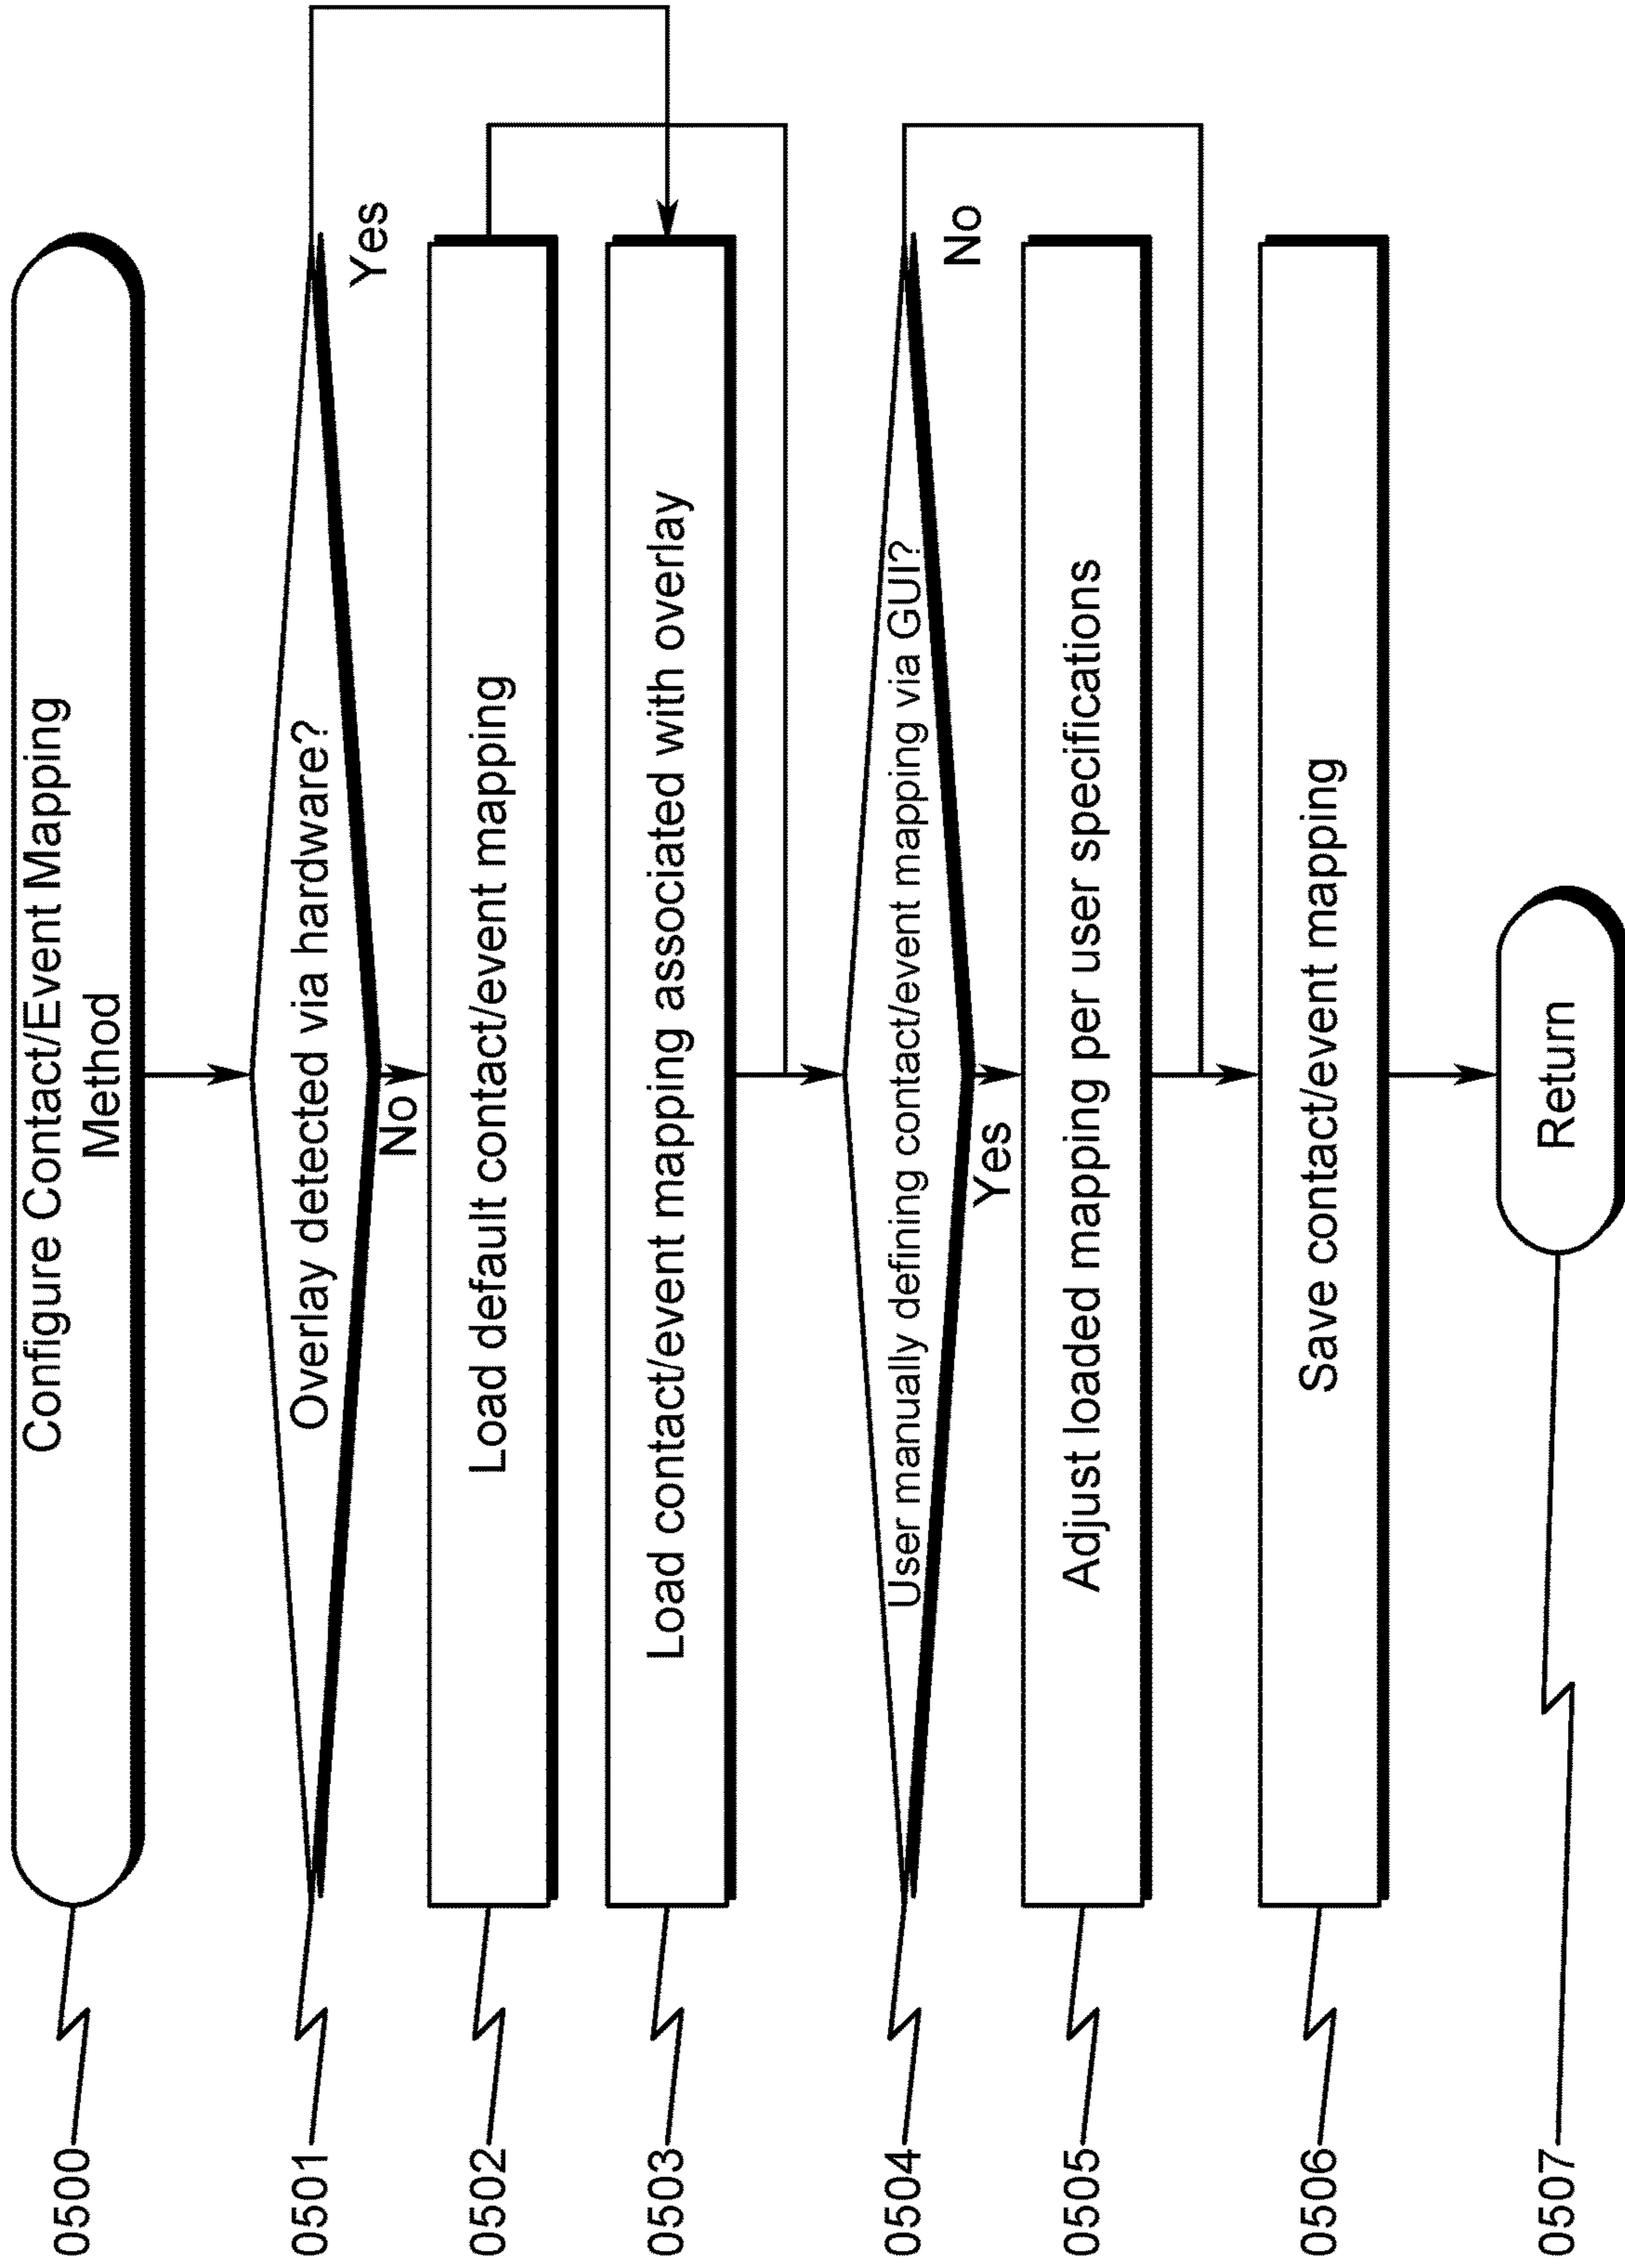 0500
Configure Contact/Event Mapping
Method
0501
Overlay detected via hardware?
Yes
No
0502
Load default contact/event mapping
0503
Load contact/event mapping associated with overlay
0504
User manually defining contact/event mapping via GUI?
No
Yes
0505
Adjust loaded mapping per user specifications
0506
Save contact/event mapping
0507
Return